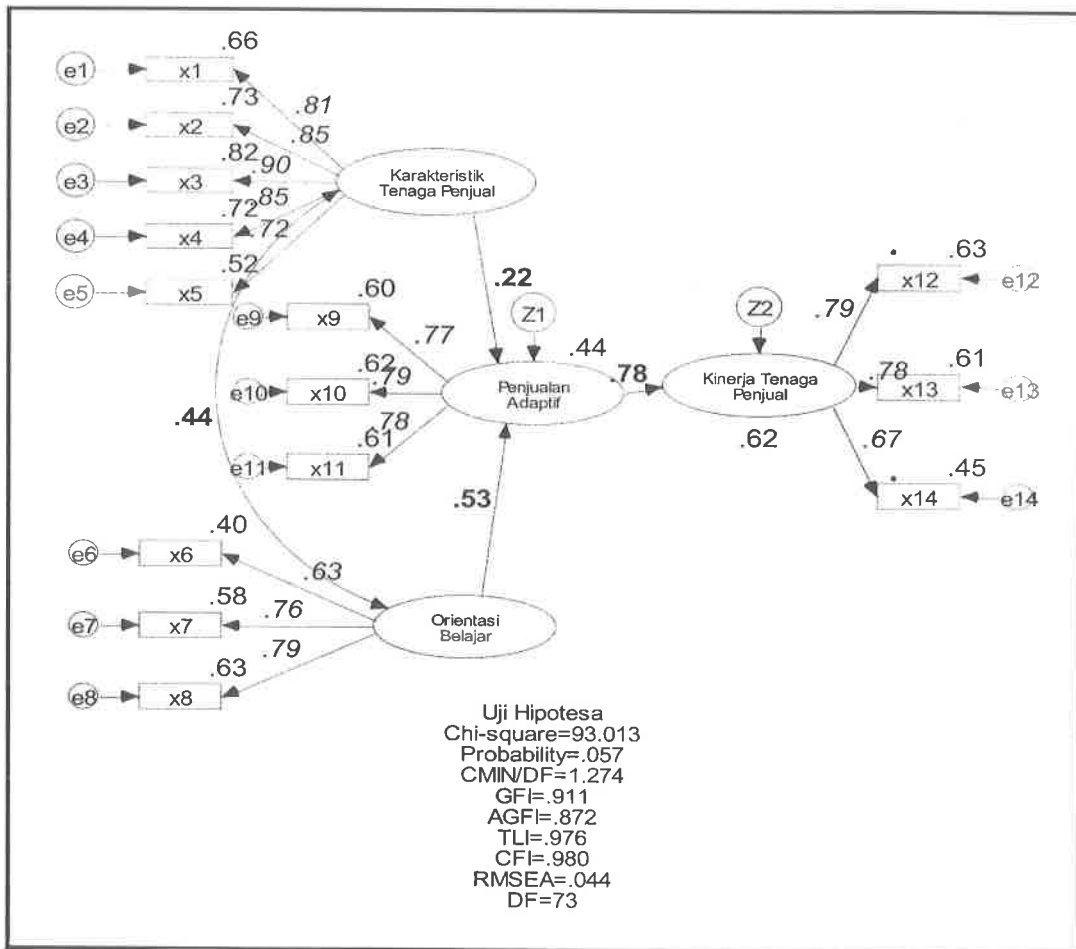 .66
e1 x1
.81
.73
e2 x2
.85
.82
e3 x3
.90
Karakteristik
Tenaga Penjual
.72
.85
e4 x4
.72
.52
e5 x5
.22
.60
e9 x9
.77
Z1
.44
.62
e10 x10
.79
Penjualan
Adaptif
.78
.61
e11 x11
.78
Z2
Kinerja Tenaga
Penjual
.62
.79
.63
x12 e12
.78
.61
x13 e13
.67
.45
x14 e14
.44
.53
.40
e6 x6
.63
.58
e7 x7
.76
Orientasi
Belajar
.79
.63
e8 x8
Uji Hipotesa
Chi-square=93.013
Probability=.057
CMIN/DF=1.274
GFI=.911
AGFI=.872
TLI=.976
CFI=.980
RMSEA=.044
DF=73